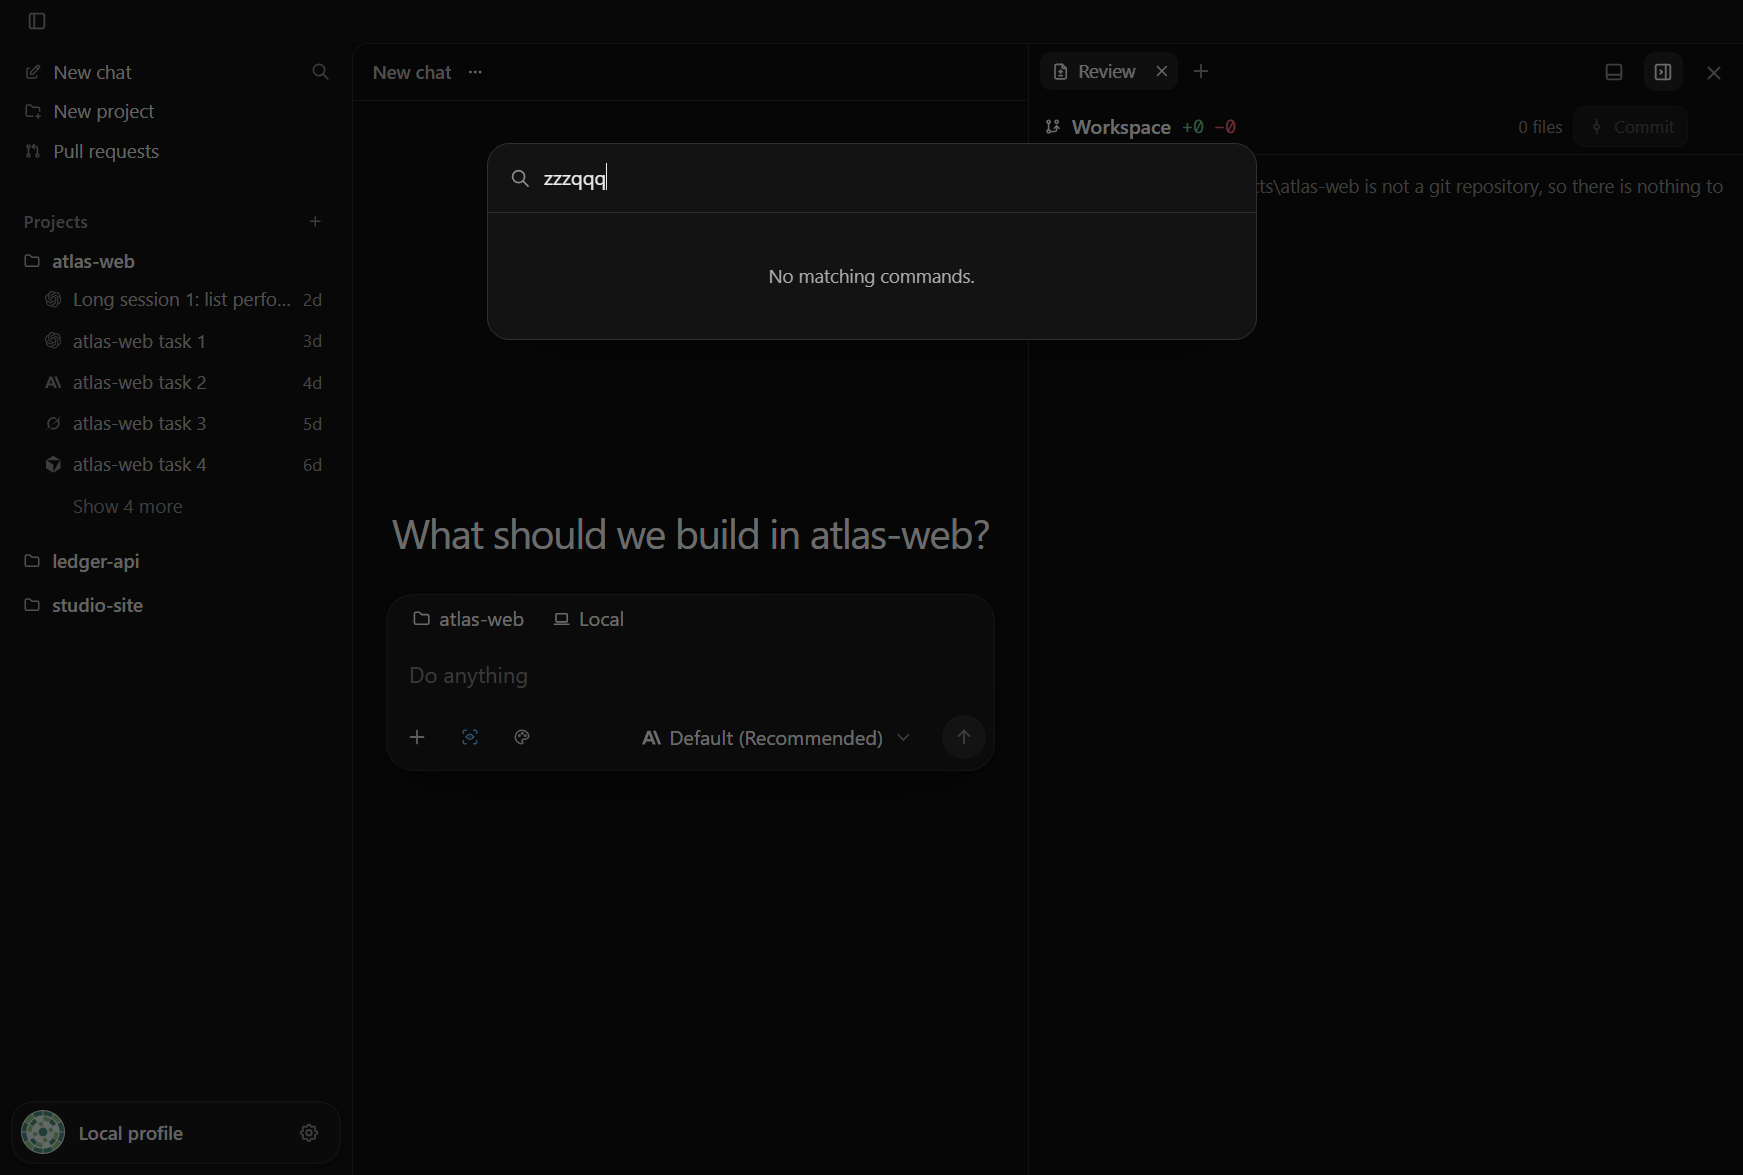 New chat
New project
Pull requests
Projects
atlas-web
Long session 1: list perfo... 2d
atlas-web task 1 3d
atlas-web task 2 4d
atlas-web task 3 5d
atlas-web task 4 6d
Show 4 more
ledger-api
studio-site
Local profile
New chat ...
zzzqqq
No matching commands.
What should we build in atlas-web?
atlas-web Local
Do anything
Default (Recommended)
Review
Workspace +0 −0 0 files Commit
cts\atlas-web is not a git repository, so there is nothing to